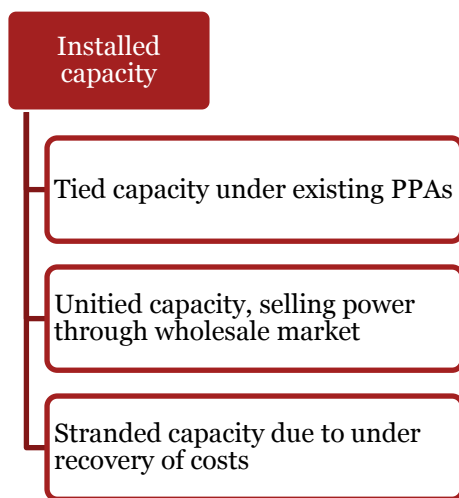 Installed
capacity
Tied capacity under existing PPAs
Unitied capacity, selling power
through wholesale market
Stranded capacity due to under
recovery of costs